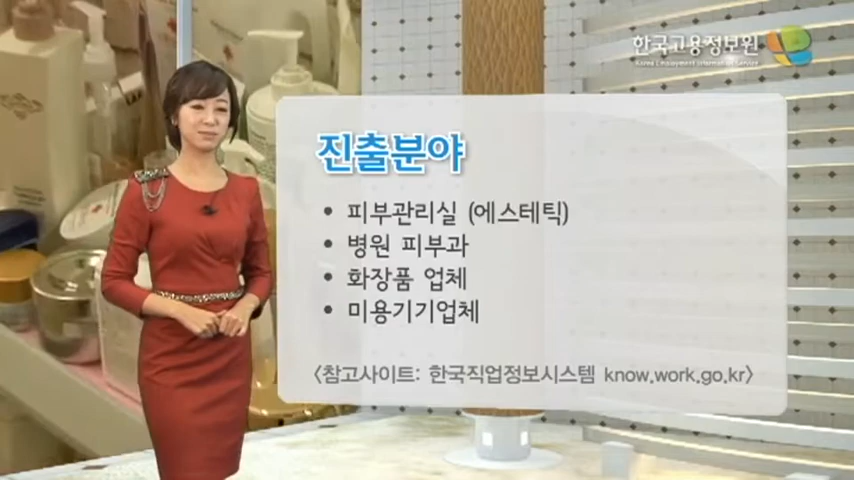 한국고용정보원
Korea Employment Information Service
진출분야
• 피부관리실 (에스테틱)
• 병원 피부과
• 화장품 업체
• 미용기기업체
〈참고사이트: 한국직업정보시스템 know.work.go.kr〉